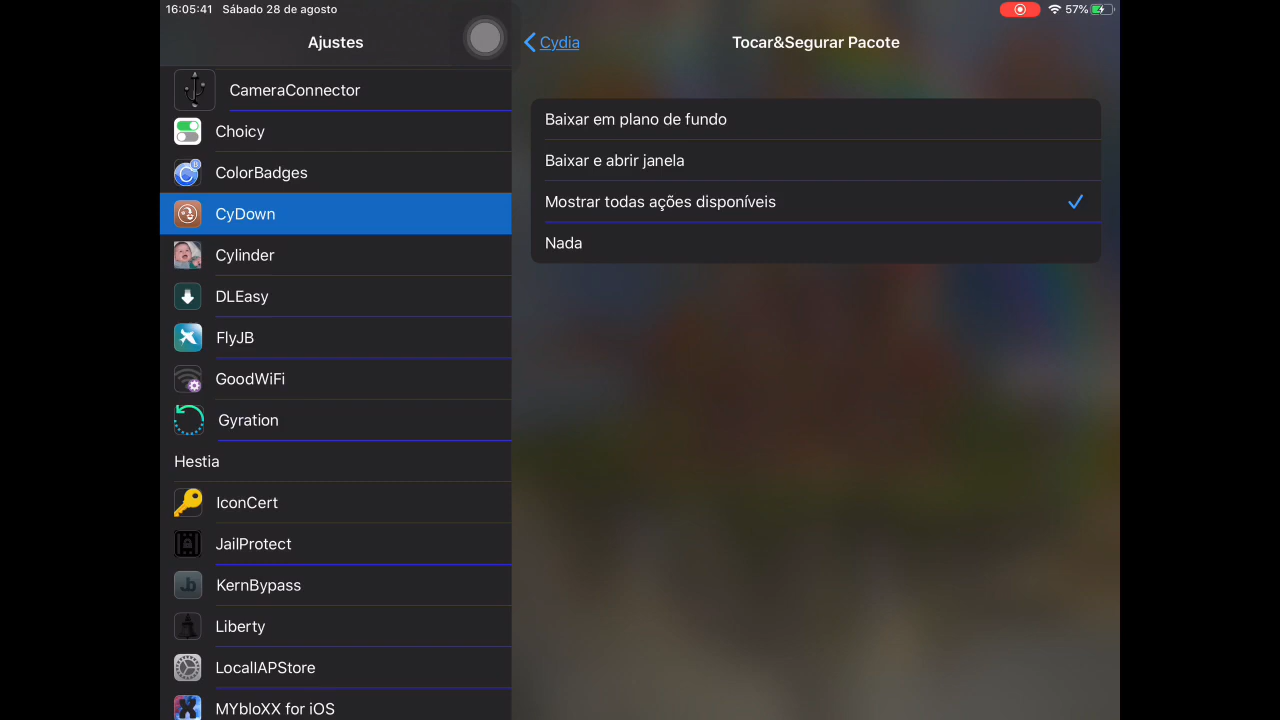 16:05:41 Sábado 28 de agosto
57%
Ajustes
CameraConnector
Choicy
ColorBadges
CyDown
Cylinder
DLEasy
FlyJB
GoodWiFi
Gyration
Hestia
IconCert
JailProtect
KernBypass
Liberty
LocalIAPStore
MYbloXX for iOS
Cydia
Tocar&Segurar Pacote
Baixar em plano de fundo
Baixar e abrir janela
Mostrar todas ações disponíveis
Nada